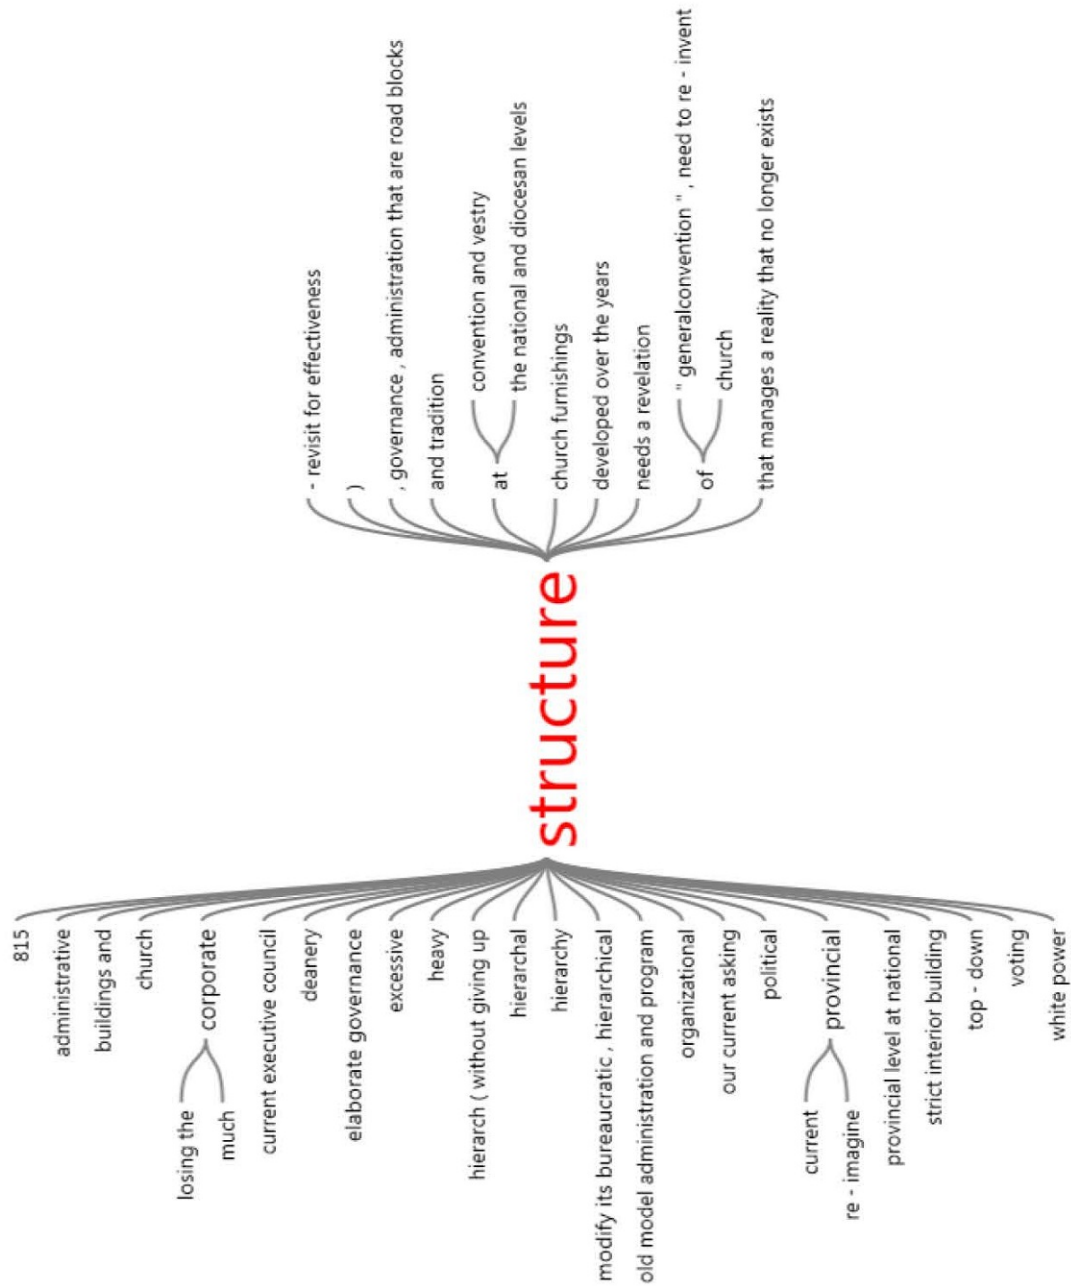 815
administrative
buildings and
church
losing the
much
corporate
current executive council
deanery
elaborate governance
excessive
heavy
hierarch ( without giving up
hierarchal
hierarchy
modify its bureaucratic , hierarchical
old model administration and program
organizational
our current asking
political
current
re - imagine
provincial
provincial level at national
strict interior building
top - down
voting
white power
structure
- revisit for effectiveness
)
, governance , administration that are road blocks
and tradition
at
convention and vestry
the national and diocesan levels
church furnishings
developed over the years
needs a revelation
of
" generalconvention " , need to re - invent
church
that manages a reality that no longer exists